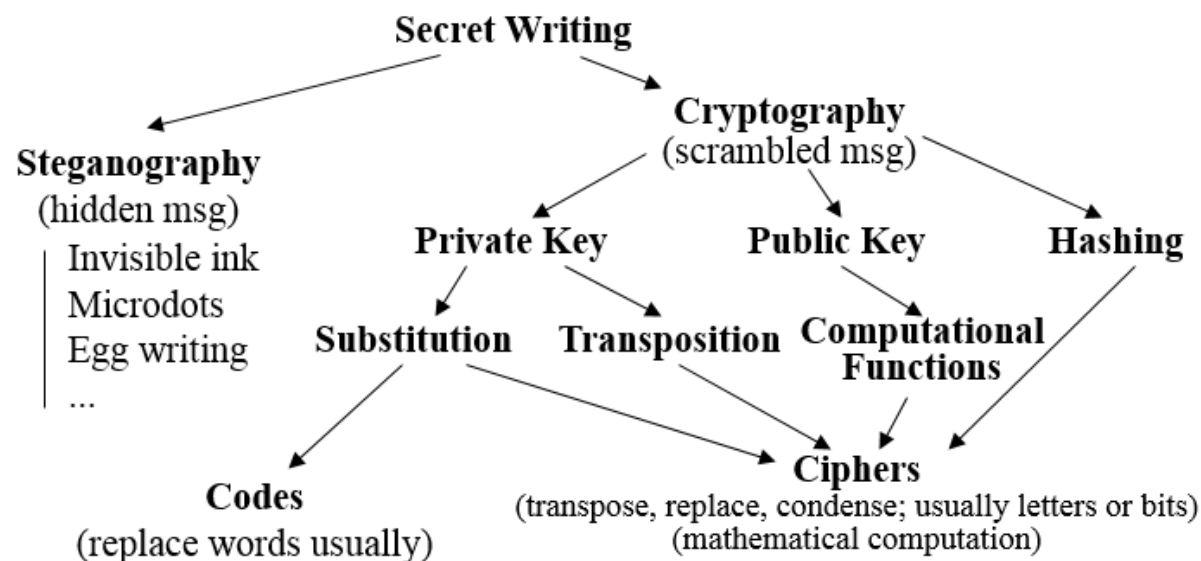 Secret Writing
Cryptography
(scrambled msg)
Steganography
(hidden msg)
Invisible ink
Microdots
Egg writing
...
Private Key
Public Key
Hashing
Substitution
Transposition
Computational
Functions
Codes
(replace words usually)
Ciphers
(transpose, replace, condense; usually letters or bits)
(mathematical computation)